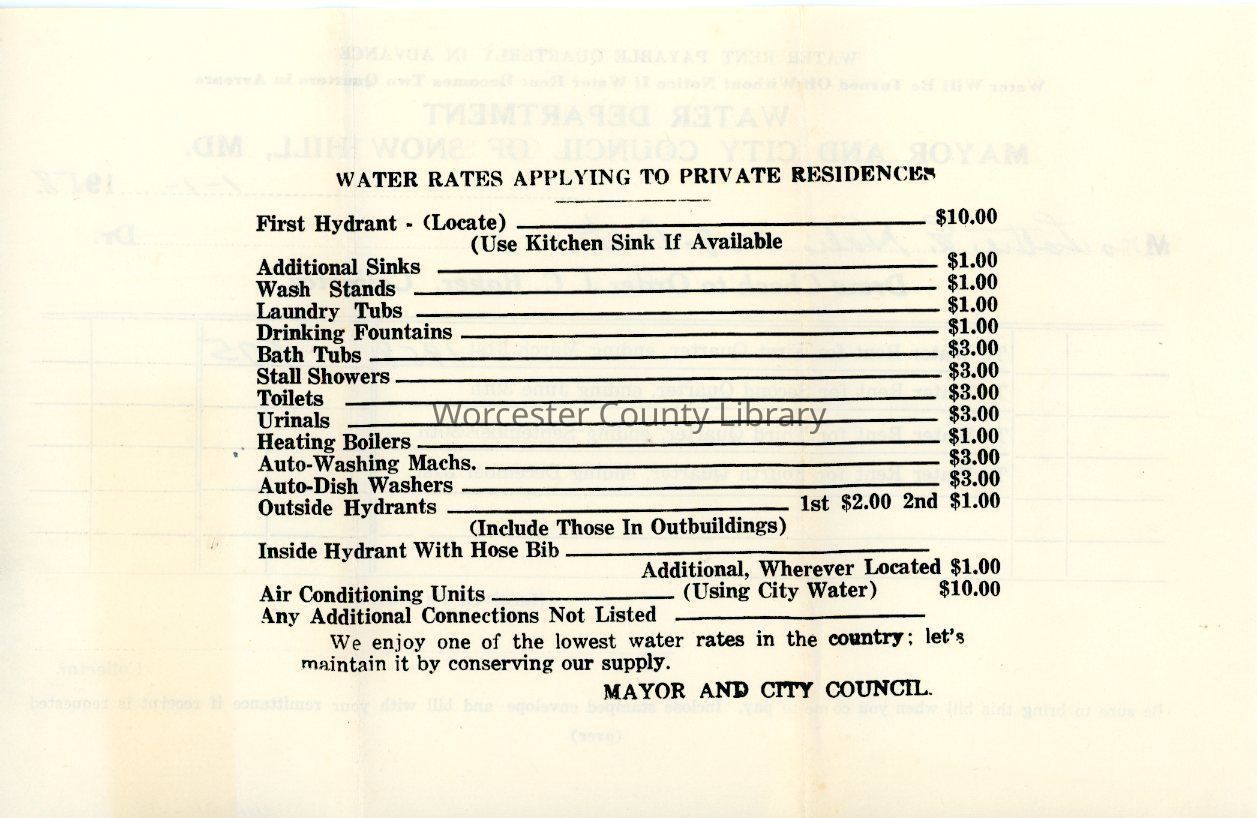 WATER RATES APPLYING TO PRIVATE RESIDENCES
First Hydrant - (Locate) $10.00
(Use Kitchen Sink If Available
Additional Sinks $1.00
Wash Stands $1.00
Laundry Tubs $1.00
Drinking Fountains $1.00
Bath Tubs $3.00
Stall Showers $3.00
Toilets $3.00
Urinals $3.00
Worcester County Library
Heating Boilers $1.00
Auto-Washing Machs. $3.00
Auto-Dish Washers $3.00
Outside Hydrants 1st $2.00 2nd $1.00
(Include Those In Outbuildings)
Inside Hydrant With Hose Bib
Additional, Wherever Located $1.00
Air Conditioning Units (Using City Water) $10.00
Any Additional Connections Not Listed
We enjoy one of the lowest water rates in the country; let's
maintain it by conserving our supply.
MAYOR AND CITY COUNCIL.